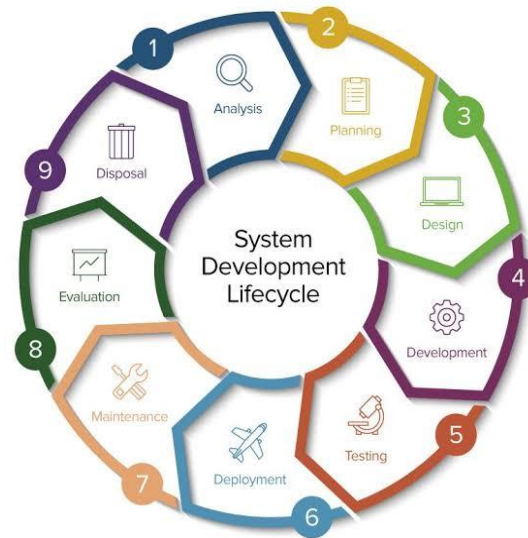 System
Development
Lifecycle
1
Analysis
2
Planning
3
Design
4
Development
5
Testing
6
Deployment
7
Maintenance
8
Evaluation
9
Disposal